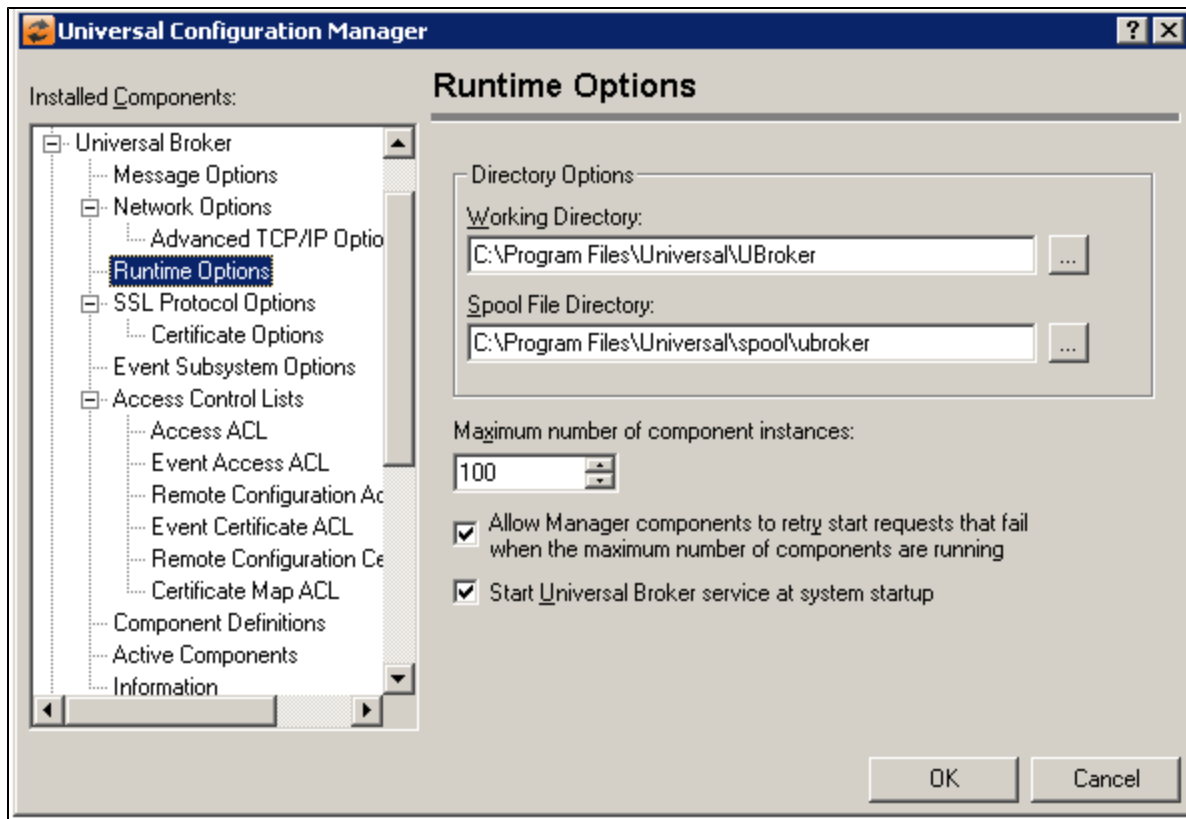 Universal Configuration Manager
Installed Components:
Universal Broker
Message Options
Network Options
Advanced TCP/IP Optio
Runtime Options
SSL Protocol Options
Certificate Options
Event Subsystem Options
Access Control Lists
Access ACL
Event Access ACL
Remote Configuration Ac
Event Certificate ACL
Remote Configuration Ce
Certificate Map ACL
Component Definitions
Active Components
Information
Runtime Options
Directory Options
Working Directory:
C:\Program Files\Universal\UBroker
...
Spool File Directory:
C:\Program Files\Universal\spool\ubroker
...
Maximum number of component instances:
100
Allow Manager components to retry start requests that fail
when the maximum number of components are running
Start Universal Broker service at system startup
OK
Cancel